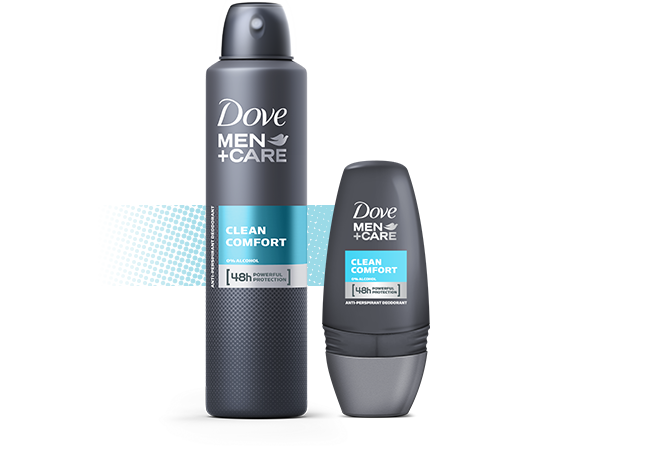 Dove
MEN
+CARE
ANTI-PERSPIRANT DEODORANT
CLEAN
COMFORT
0% ALCOHOL
[48h POWERFUL
PROTECTION]
Dove
MEN
+CARE
CLEAN
COMFORT
0% ALCOHOL
[48h POWERFUL
PROTECTION]
ANTI-PERSPIRANT DEODORANT